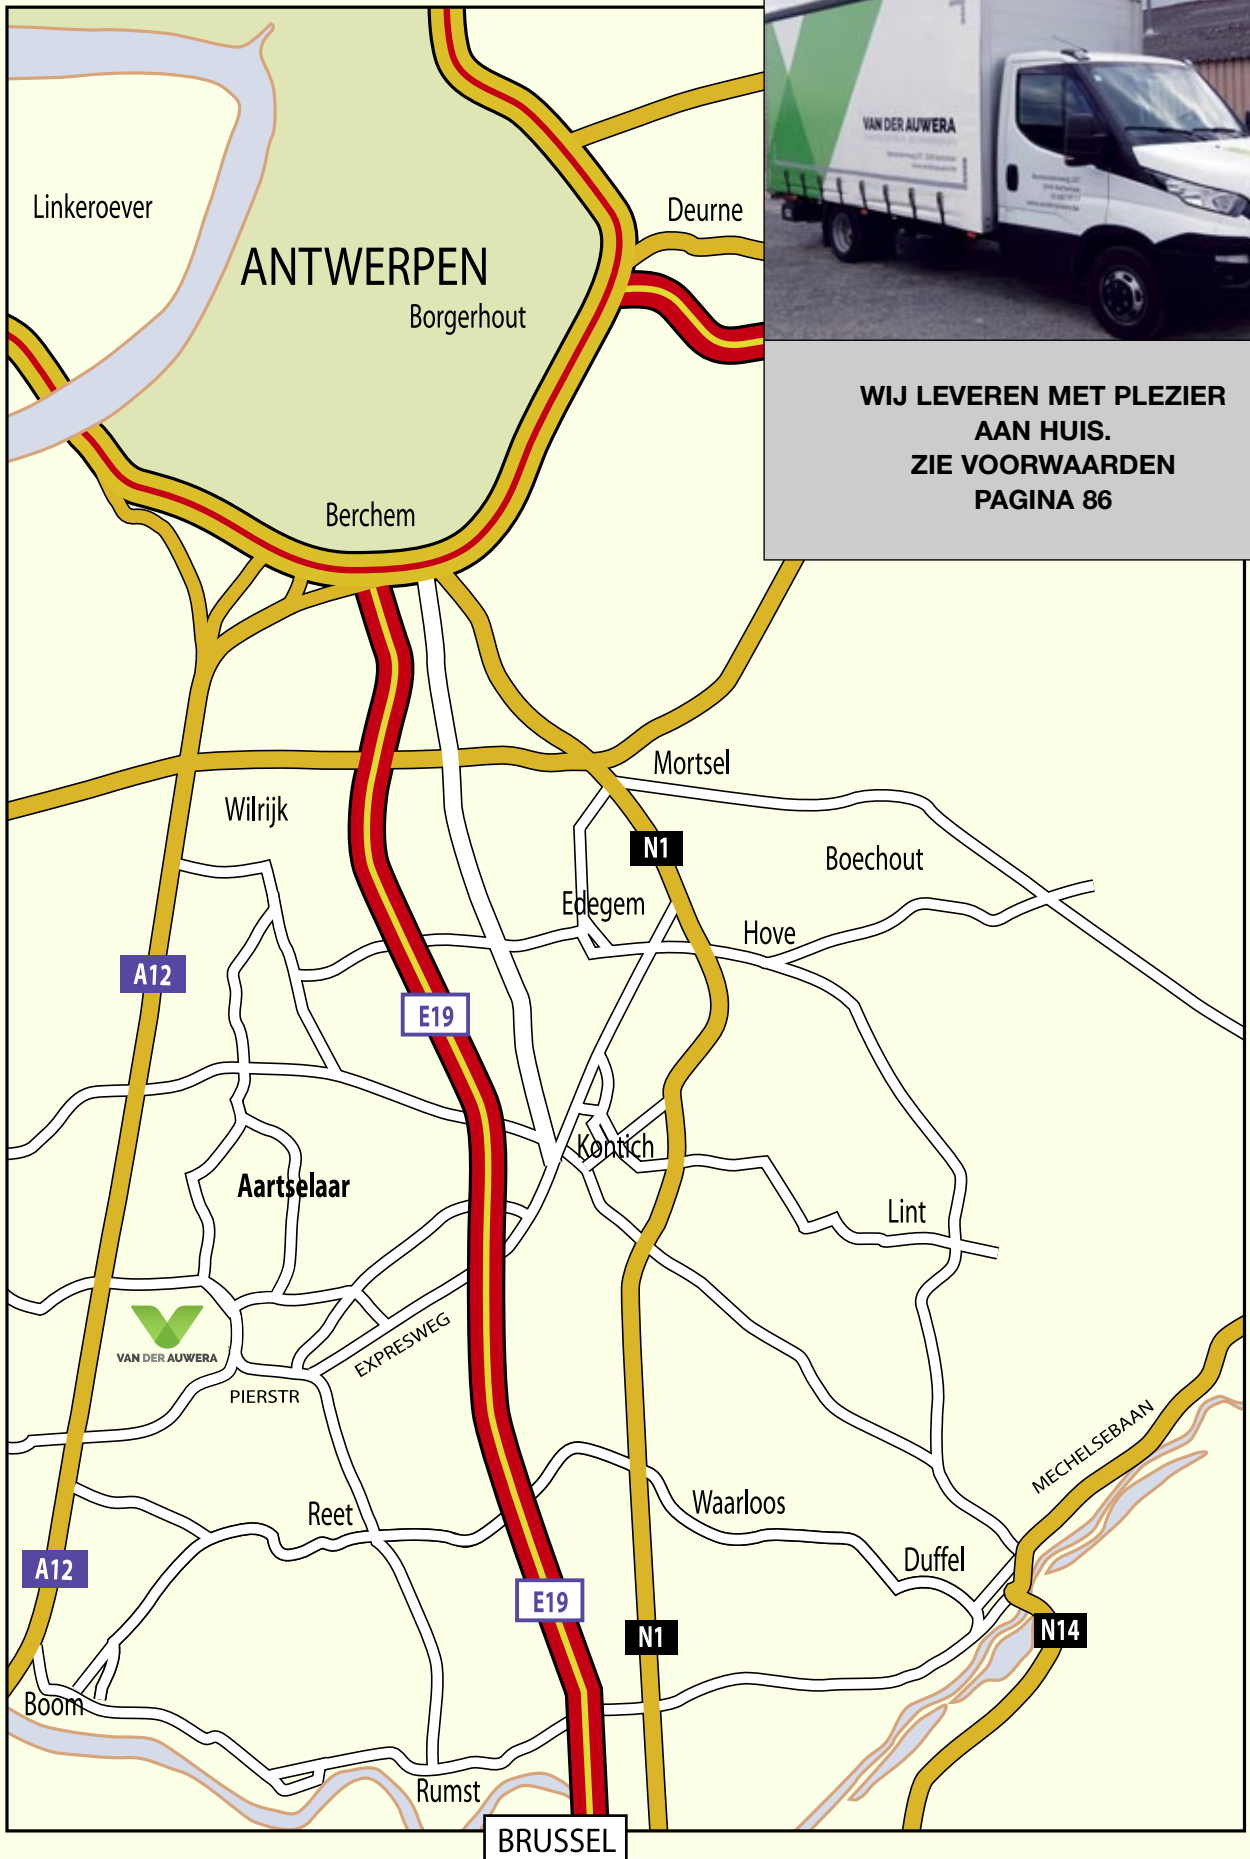 VAN DER AUWERA
Linkeroever
Deurne
ANTWERPEN
Borgerhout
WIJ LEVEREN MET PLEZIER
AAN HUIS.
ZIE VOORWAARDEN
PAGINA 86
Berchem
Mortsel
Wilrijk
N1
Boechout
Edegem
Hove
A12
E19
Kontich
Aartselaar
Lint
VAN DER AUWERA
EXPRESWEG
PIERSTR
MECHELSEBAAN
Reet
Waarloos
Duffel
A12
E19
N1
N14
Boom
Rumst
BRUSSEL